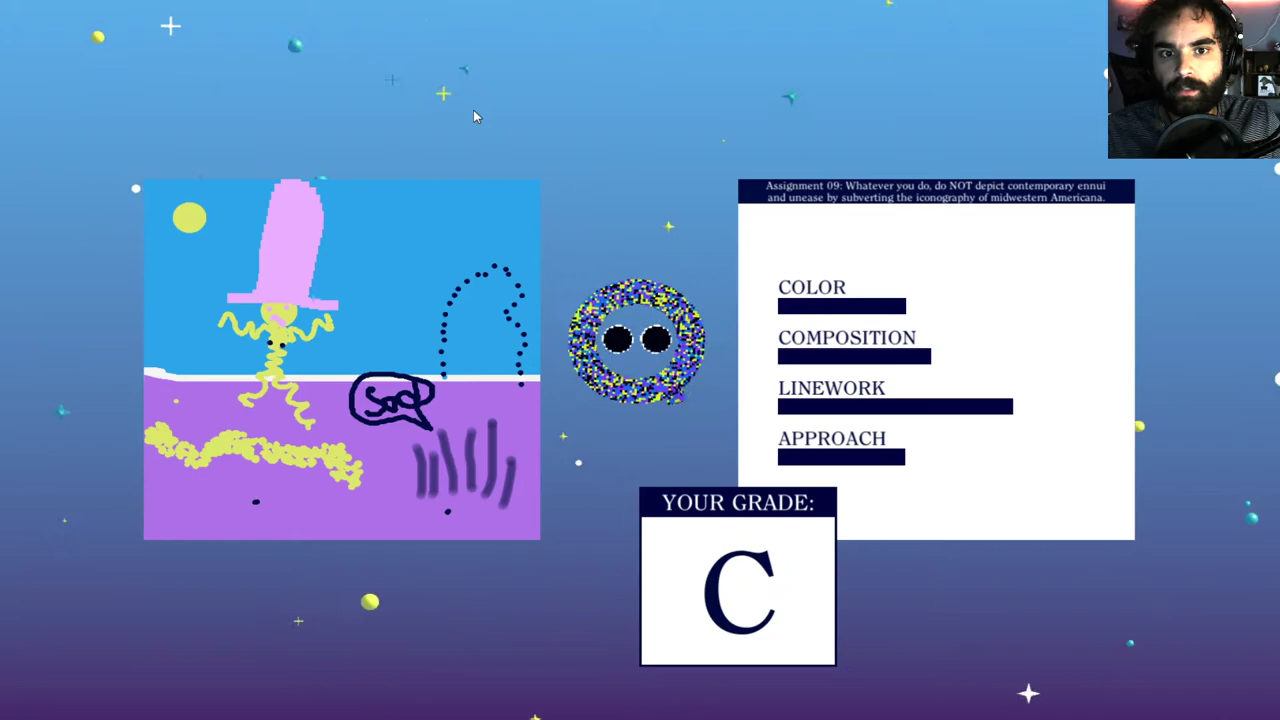 Assignment 09: Whatever you do, do NOT depict contemporary ennui
and unease by subverting the iconography of midwestern Americana.
COLOR
COMPOSITION
LINEWORK
APPROACH
Sad
YOUR GRADE:
C